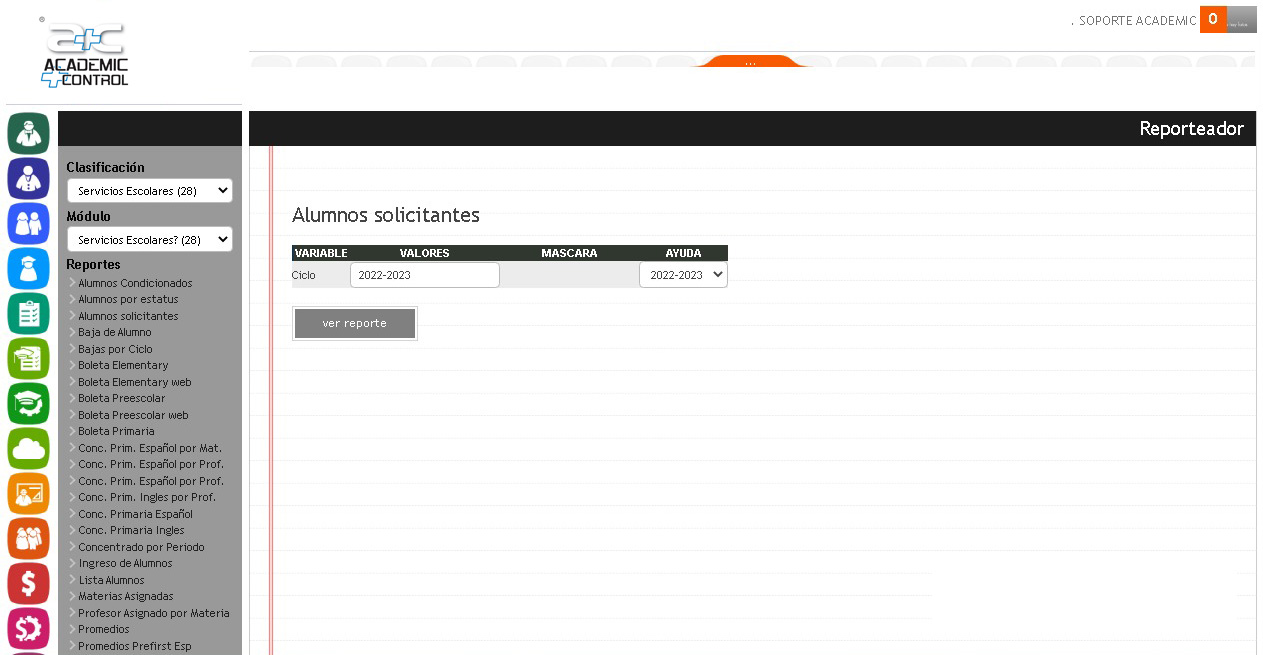 ®
a+c
ACADEMIC
CONTROL
. SOPORTE ACADEMIC 0
...
Reporteador
Clasificación
Servicios Escolares (28)
Módulo
Servicios Escolares? (28)
Reportes
Alumnos Condicionados
Alumnos por estatus
Alumnos solicitantes
Baja de Alumno
Bajas por Ciclo
Boleta Elementary
Boleta Elementary web
Boleta Preescolar
Boleta Preescolar web
Boleta Primaria
Conc. Prim. Español por Mat.
Conc. Prim. Español por Prof.
Conc. Prim. Español por Prof.
Conc. Prim. Ingles por Prof.
Conc. Primaria Español
Conc. Primaria Ingles
Concentrado por Periodo
Ingreso de Alumnos
Lista Alumnos
Materias Asignadas
Profesor Asignado por Materia
Promedios
Promedios Prefirst Esp
Alumnos solicitantes
VARIABLE VALORES MASCARA AYUDA
Ciclo 2022-2023 2022-2023
ver reporte